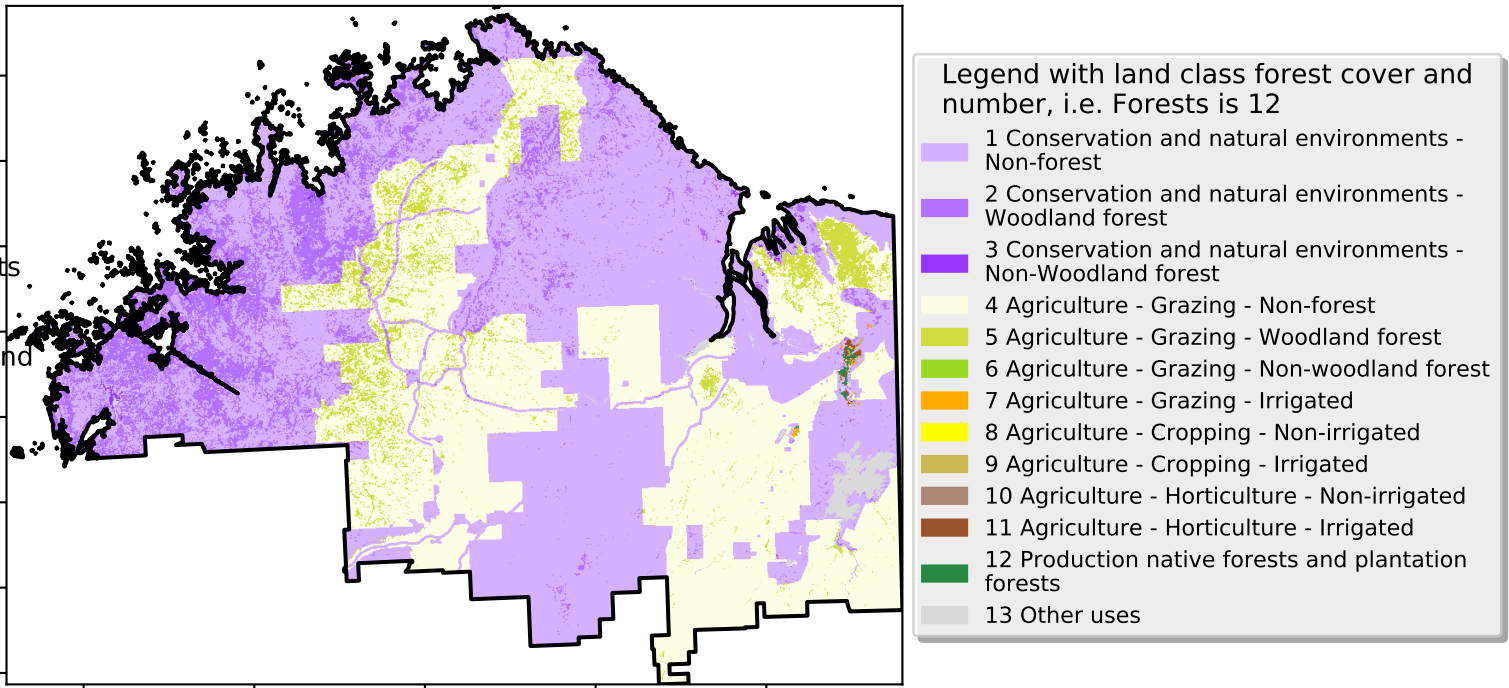 ts
nd
Legend with land class forest cover and
number, i.e. Forests is 12
1 Conservation and natural environments -
Non-forest
2 Conservation and natural environments -
Woodland forest
3 Conservation and natural environments -
Non-Woodland forest
4 Agriculture - Grazing - Non-forest
5 Agriculture - Grazing - Woodland forest
6 Agriculture - Grazing - Non-woodland forest
7 Agriculture - Grazing - Irrigated
8 Agriculture - Cropping - Non-irrigated
9 Agriculture - Cropping - Irrigated
10 Agriculture - Horticulture - Non-irrigated
11 Agriculture - Horticulture - Irrigated
12 Production native forests and plantation
forests
13 Other uses